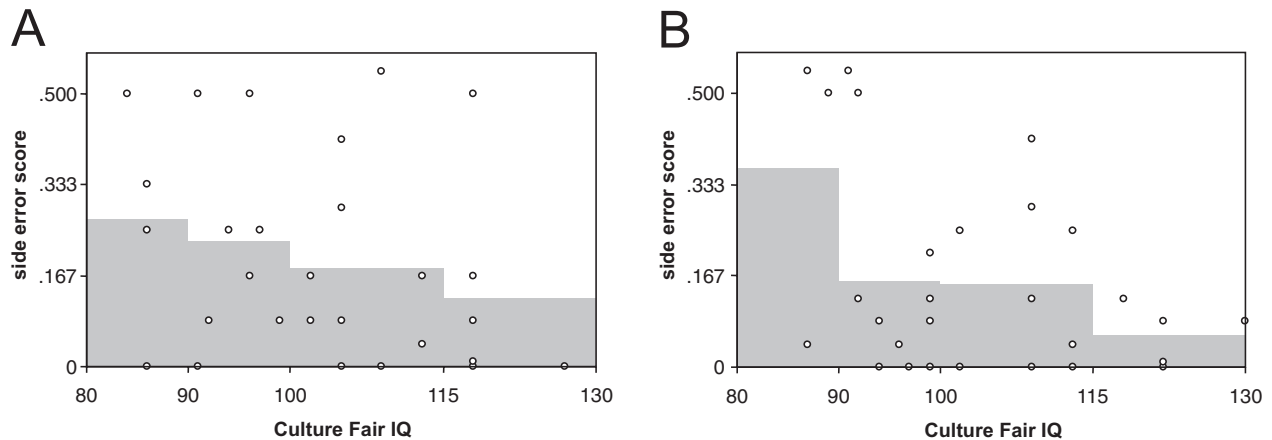 A
side error score
.500
.333
.167
0
80 90 100 115 130
Culture Fair IQ
B
side error score
.500
.333
.167
0
80 90 100 115 130
Culture Fair IQ